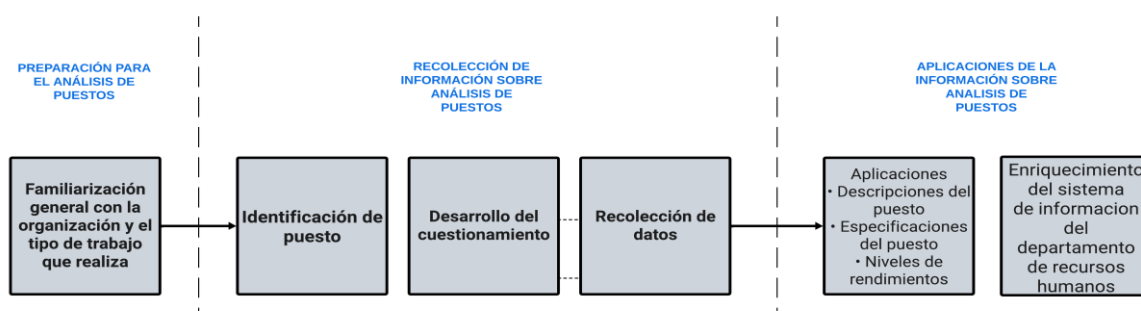 PREPARACIÓN PARA
EL ANÁLISIS DE
PUESTOS
RECOLECCIÓN DE
INFORMACIÓN SOBRE
ANÁLISIS DE
PUESTOS
APLICACIONES DE LA
INFORMACIÓN SOBRE
ANALISIS DE
PUESTOS
Familiarización
general con la
organización y el
tipo de trabajo
que realiza
Identificación de
puesto
Desarrollo del
cuestionamiento
Recolección de
datos
Aplicaciones
• Descripciones del
puesto
• Especificaciones
del puesto
• Niveles de
rendimientos
Enriquecimiento
del sistema
de informacion
del
departamento
de recursos
humanos